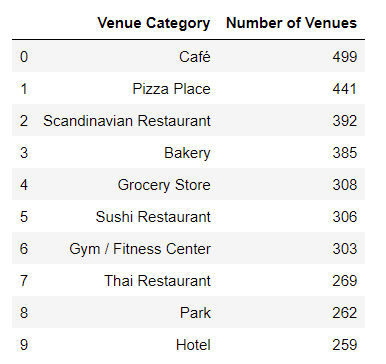 Venue Category Number of Venues
0 Café 499
1 Pizza Place 441
2 Scandinavian Restaurant 392
3 Bakery 385
4 Grocery Store 308
5 Sushi Restaurant 306
6 Gym / Fitness Center 303
7 Thai Restaurant 269
8 Park 262
9 Hotel 259